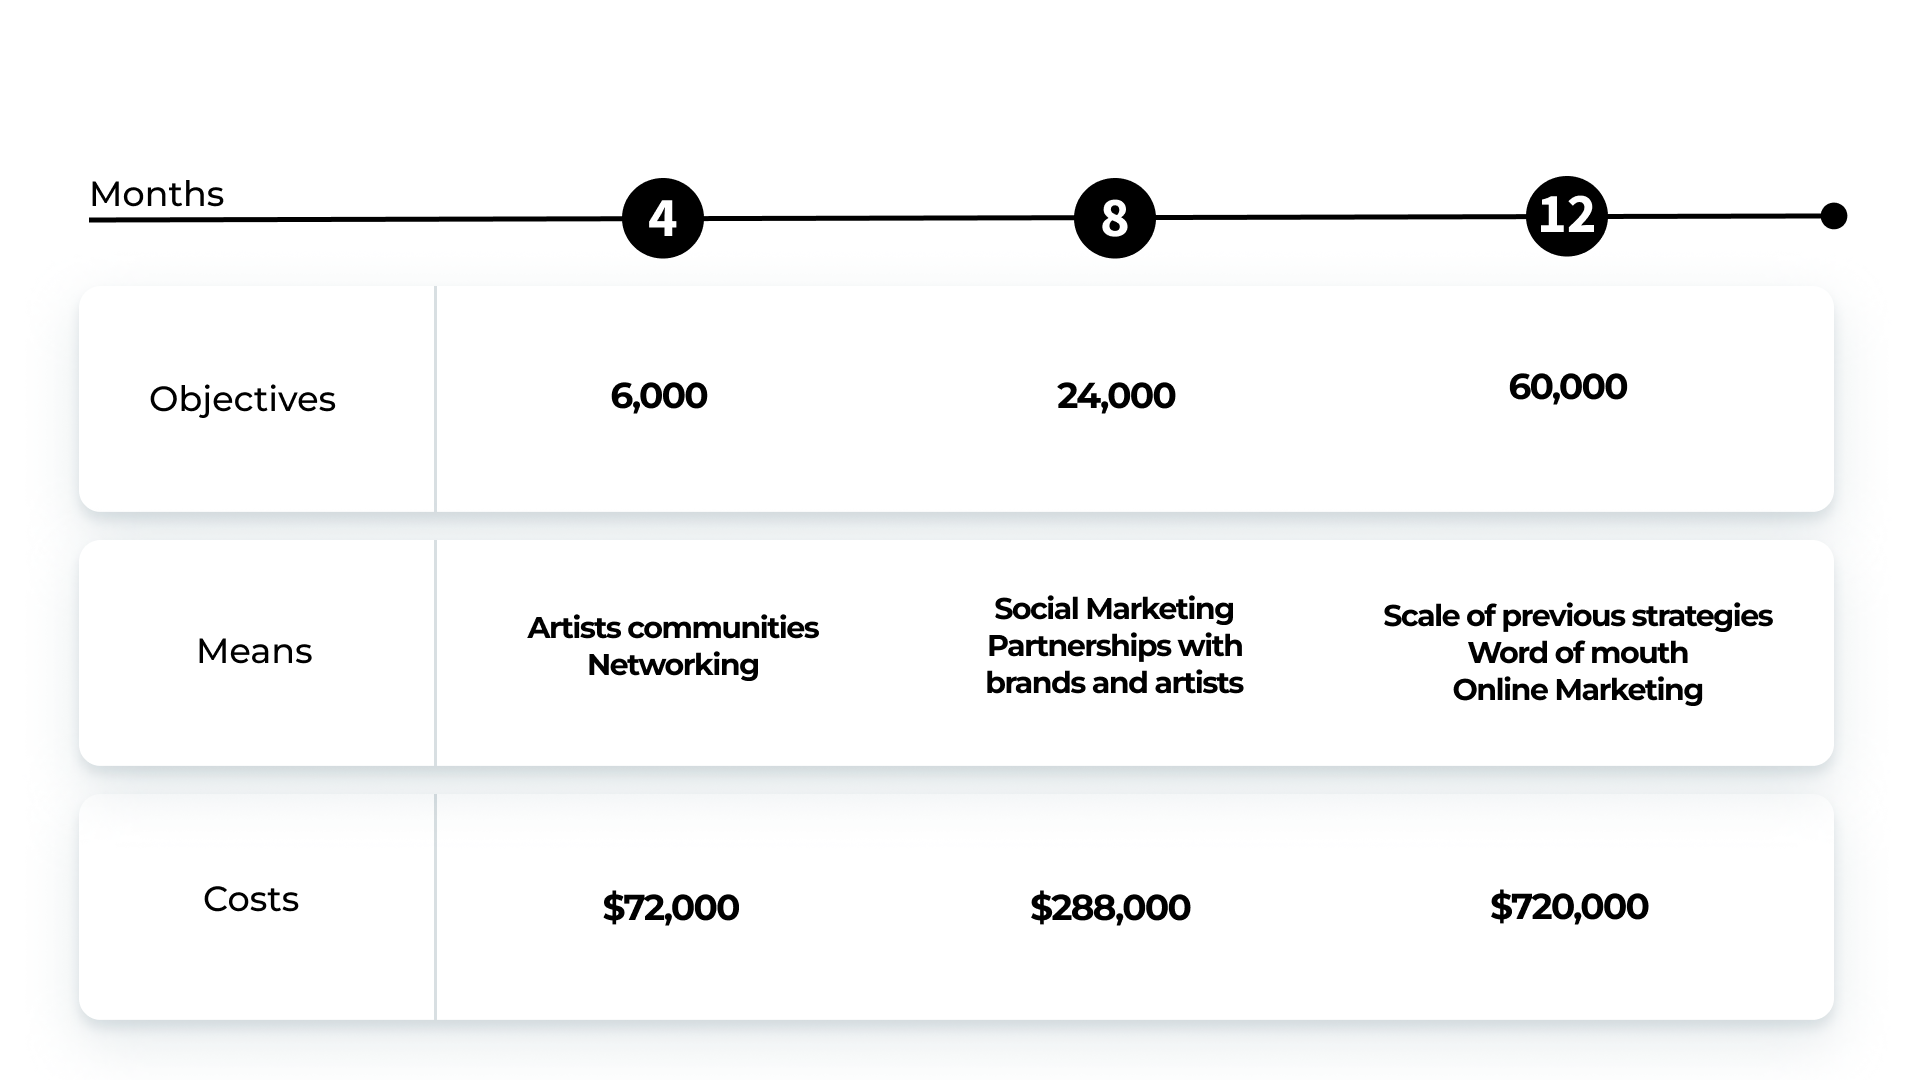 Months
4
8
12
Objectives
6,000
24,000
60,000
Means
Artists communities
Networking
Social Marketing
Partnerships with
brands and artists
Scale of previous strategies
Word of mouth
Online Marketing
Costs
$72,000
$288,000
$720,000